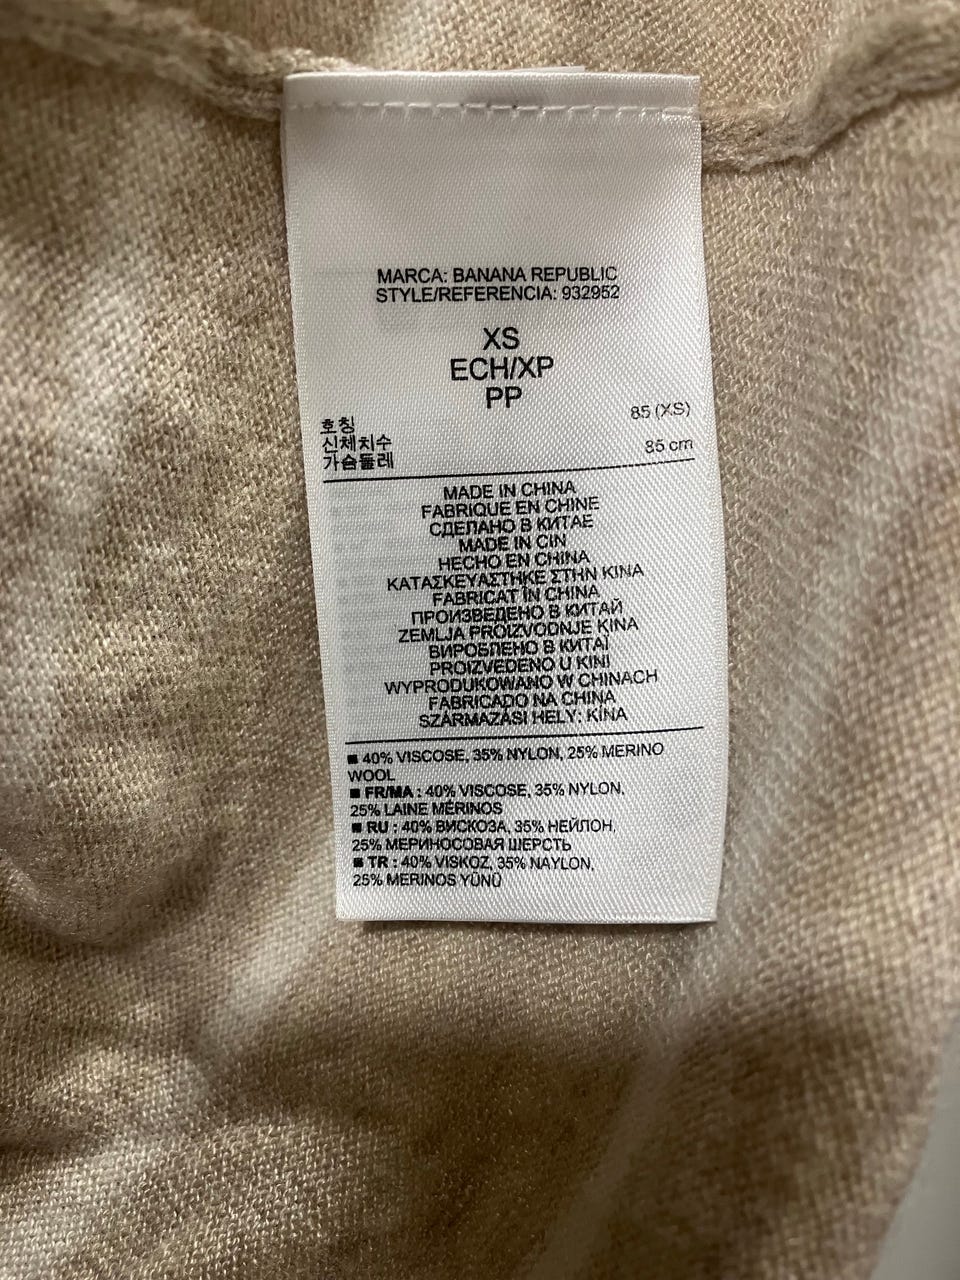 MARCA: BANANA REPUBLIC
STYLE/REFERENCIA: 932952
XS
ECH/XP
PP
호칭 85 (XS)
신체치수
가슴둘레 85 cm
MADE IN CHINA
FABRIQUE EN CHINE
СДЕЛАНО В КИТАЕ
MADE IN CIN
HECHO EN CHINA
ΚΑΤΑΣΚΕΥΑΣΤΗΚΕ ΣΤΗΝ ΚΙΝΑ
FABRICAT ÎN CHINA
ПРОИЗВЕДЕНО В КИТАЙ
ZEMLJA PROIZVODNJE KINA
ВИРОБЛЕНО В КИТАЇ
PROIZVEDENO U KINI
WYPRODUKOWANO W CHINACH
FABRICADO NA CHINA
SZÁRMAZÁSI HELY: KÍNA
■ 40% VISCOSE, 35% NYLON, 25% MERINO
WOOL
■ FR/MA : 40% VISCOSE, 35% NYLON,
25% LAINE MÉRINOS
■ RU : 40% ВИСКОЗА, 35% НЕЙЛОН,
25% МЕРИНОСОВАЯ ШЕРСТЬ
■ TR : 40% VISKOZ, 35% NAYLON,
25% MERINOS YÜNÜ